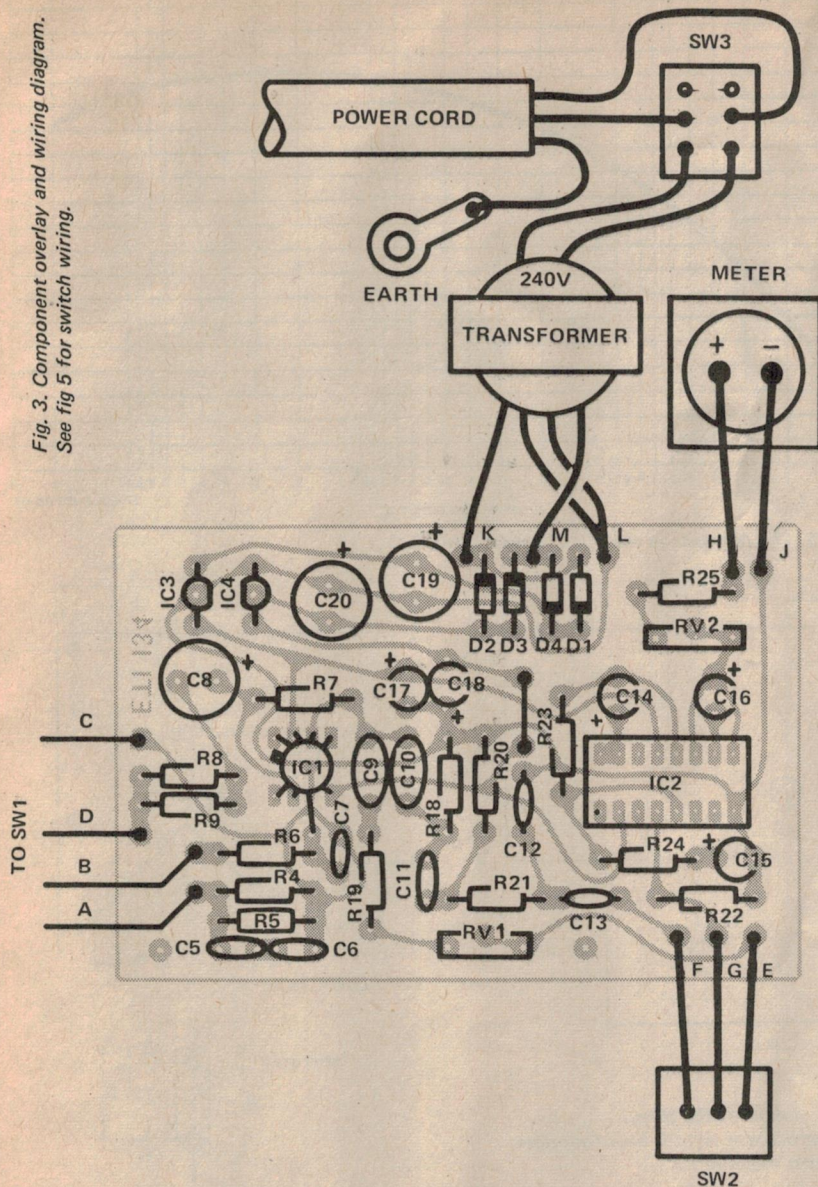 Fig. 3. Component overlay and wiring diagram.
See fig 5 for switch wiring.
SW3
POWER CORD
EARTH
240V
TRANSFORMER
METER
+ −
K M L H J
+ +
IC3 IC4 C20 C19
D2 D3 D4 D1
R25
RV2
ETI 134
C8 +
R7
+ C17 C18 +
R23
C14 +
C16 +
TO SW1
C
D
B
A
R8
R9
IC1
C9 C10
R18 R20
IC2
C7
C12
R6
R4
R5
R19
C11
R21
R24
+ C15
R22
C5 C6
RV1
C13
F G E
SW2